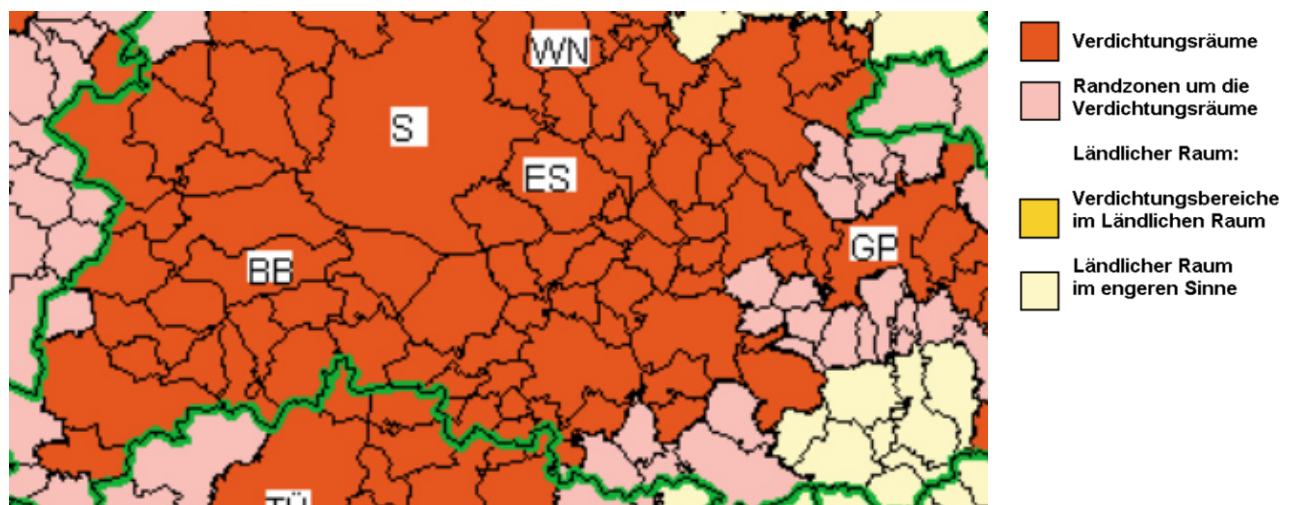 WN
S
ES
GP
BB
TÜ
Verdichtungsräume
Randzonen um die
Verdichtungsräume
Ländlicher Raum:
Verdichtungsbereiche
im Ländlichen Raum
Ländlicher Raum
im engeren Sinne